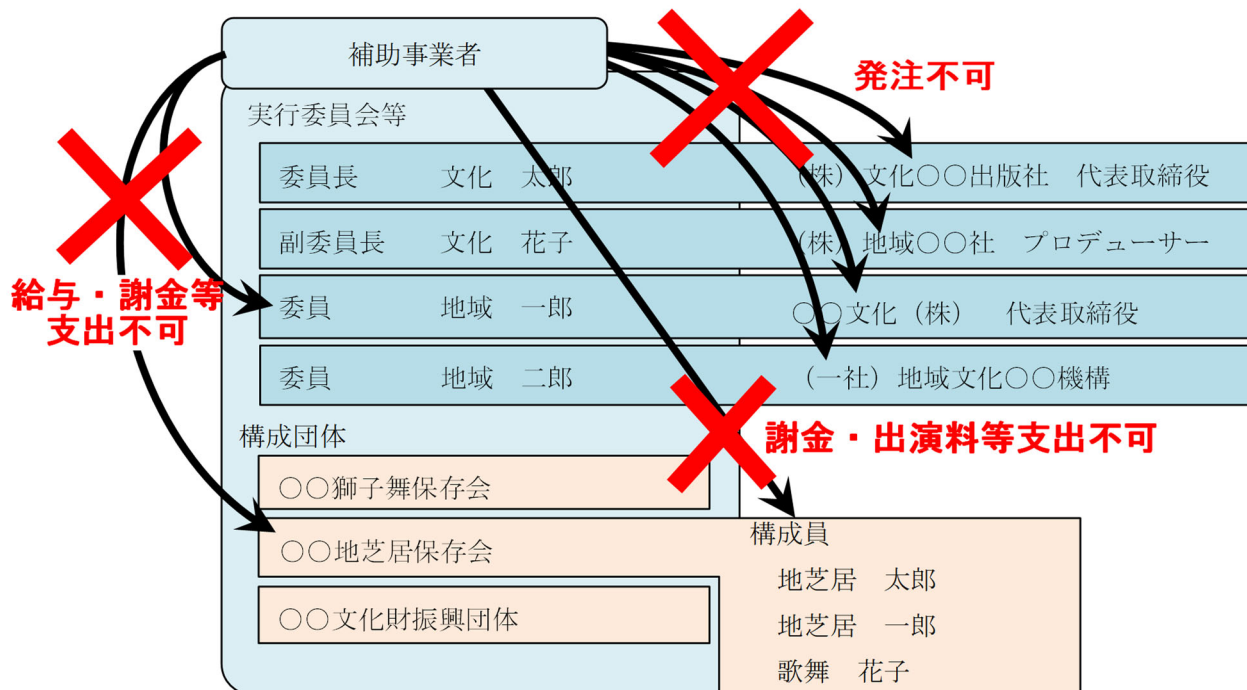 補助事業者
発注不可
実行委員会等
委員長 文化 太郎 (株)文化○○出版社 代表取締役
副委員長 文化 花子 (株)地域○○社 プロデューサー
委員 地域 一郎 ○○文化(株) 代表取締役
委員 地域 二郎 (一社)地域文化○○機構
給与・謝金等
支出不可
謝金・出演料等支出不可
構成団体
○○獅子舞保存会
○○地芝居保存会
○○文化財振興団体
構成員
地芝居 太郎
地芝居 一郎
歌舞 花子